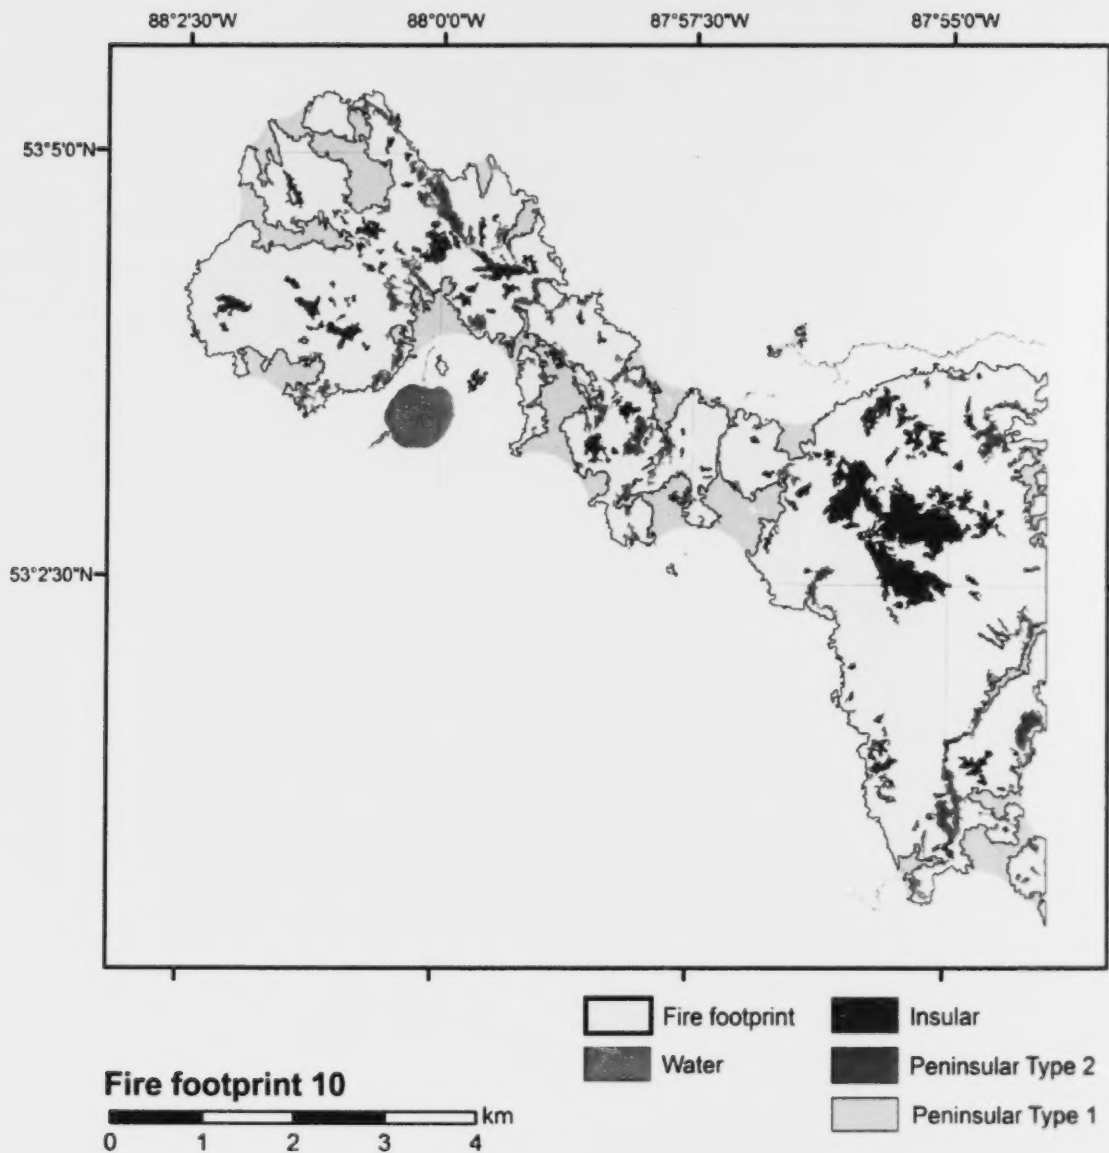 88°2'30"W 88°0'0"W 87°57'30"W 87°55'0"W
53°5'0"N
53°2'30"N
Fire footprint
Water
Insular
Peninsular Type 2
Peninsular Type 1
Fire footprint 10
km
0 1 2 3 4